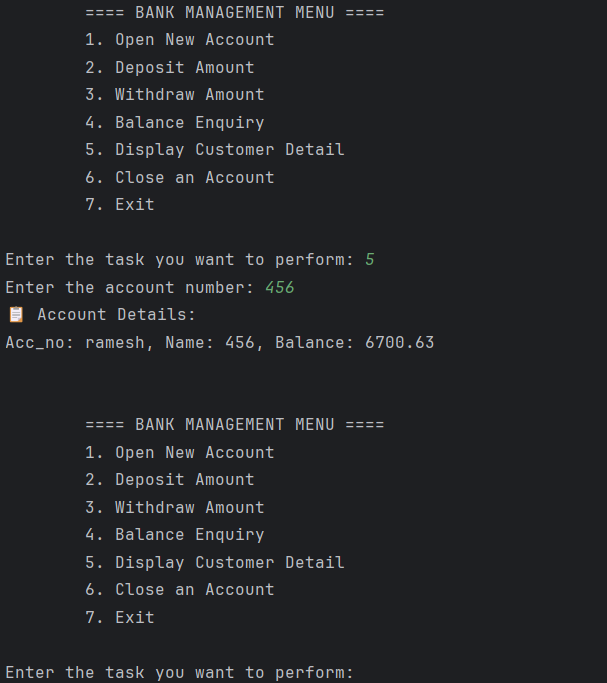 ==== BANK MANAGEMENT MENU ====
1. Open New Account
2. Deposit Amount
3. Withdraw Amount
4. Balance Enquiry
5. Display Customer Detail
6. Close an Account
7. Exit
Enter the task you want to perform: 5
Enter the account number: 456
📋 Account Details:
Acc_no: ramesh, Name: 456, Balance: 6700.63
==== BANK MANAGEMENT MENU ====
1. Open New Account
2. Deposit Amount
3. Withdraw Amount
4. Balance Enquiry
5. Display Customer Detail
6. Close an Account
7. Exit
Enter the task you want to perform: